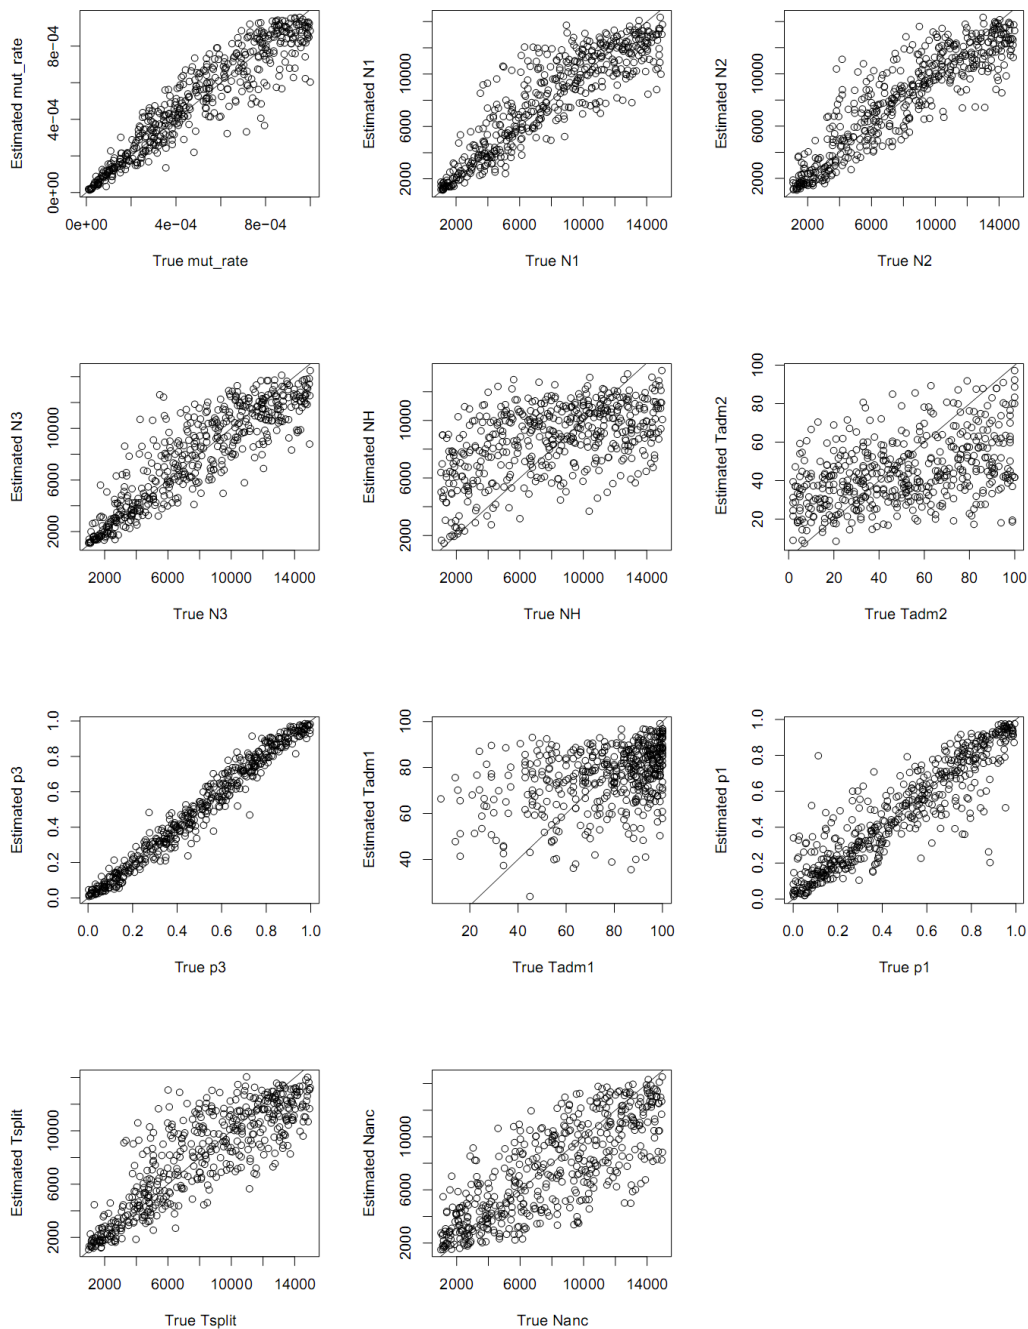 Estimated mut_rate
0e+00 4e−04 8e−04
0e+00 4e−04 8e−04
True mut_rate
Estimated N1
2000 6000 10000
2000 6000 10000 14000
True N1
Estimated N2
2000 6000 10000
2000 6000 10000 14000
True N2
Estimated N3
2000 6000 10000
2000 6000 10000 14000
True N3
Estimated NH
2000 6000 10000
2000 6000 10000 14000
True NH
Estimated Tadm2
20 40 60 80 100
0 20 40 60 80 100
True Tadm2
Estimated p3
0.0 0.2 0.4 0.6 0.8 1.0
0.0 0.2 0.4 0.6 0.8 1.0
True p3
Estimated Tadm1
40 60 80 100
20 40 60 80 100
True Tadm1
Estimated p1
0.0 0.2 0.4 0.6 0.8 1.0
0.0 0.2 0.4 0.6 0.8 1.0
True p1
Estimated Tsplit
2000 6000 10000
2000 6000 10000 14000
True Tsplit
Estimated Nanc
2000 6000 10000
2000 6000 10000 14000
True Nanc